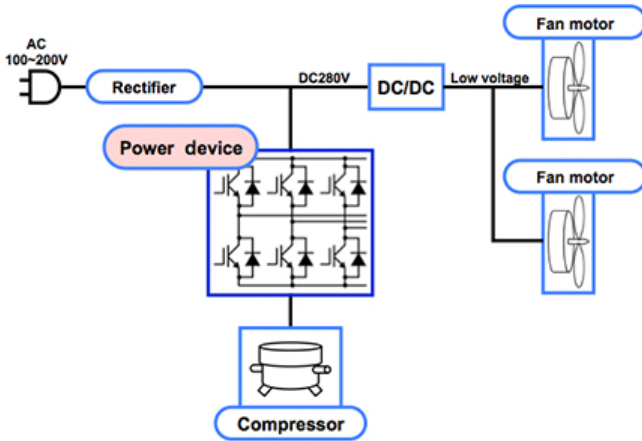 AC
100~200V
Rectifier
DC280V
DC/DC
Low voltage
Fan motor
Power device
Fan motor
Compressor